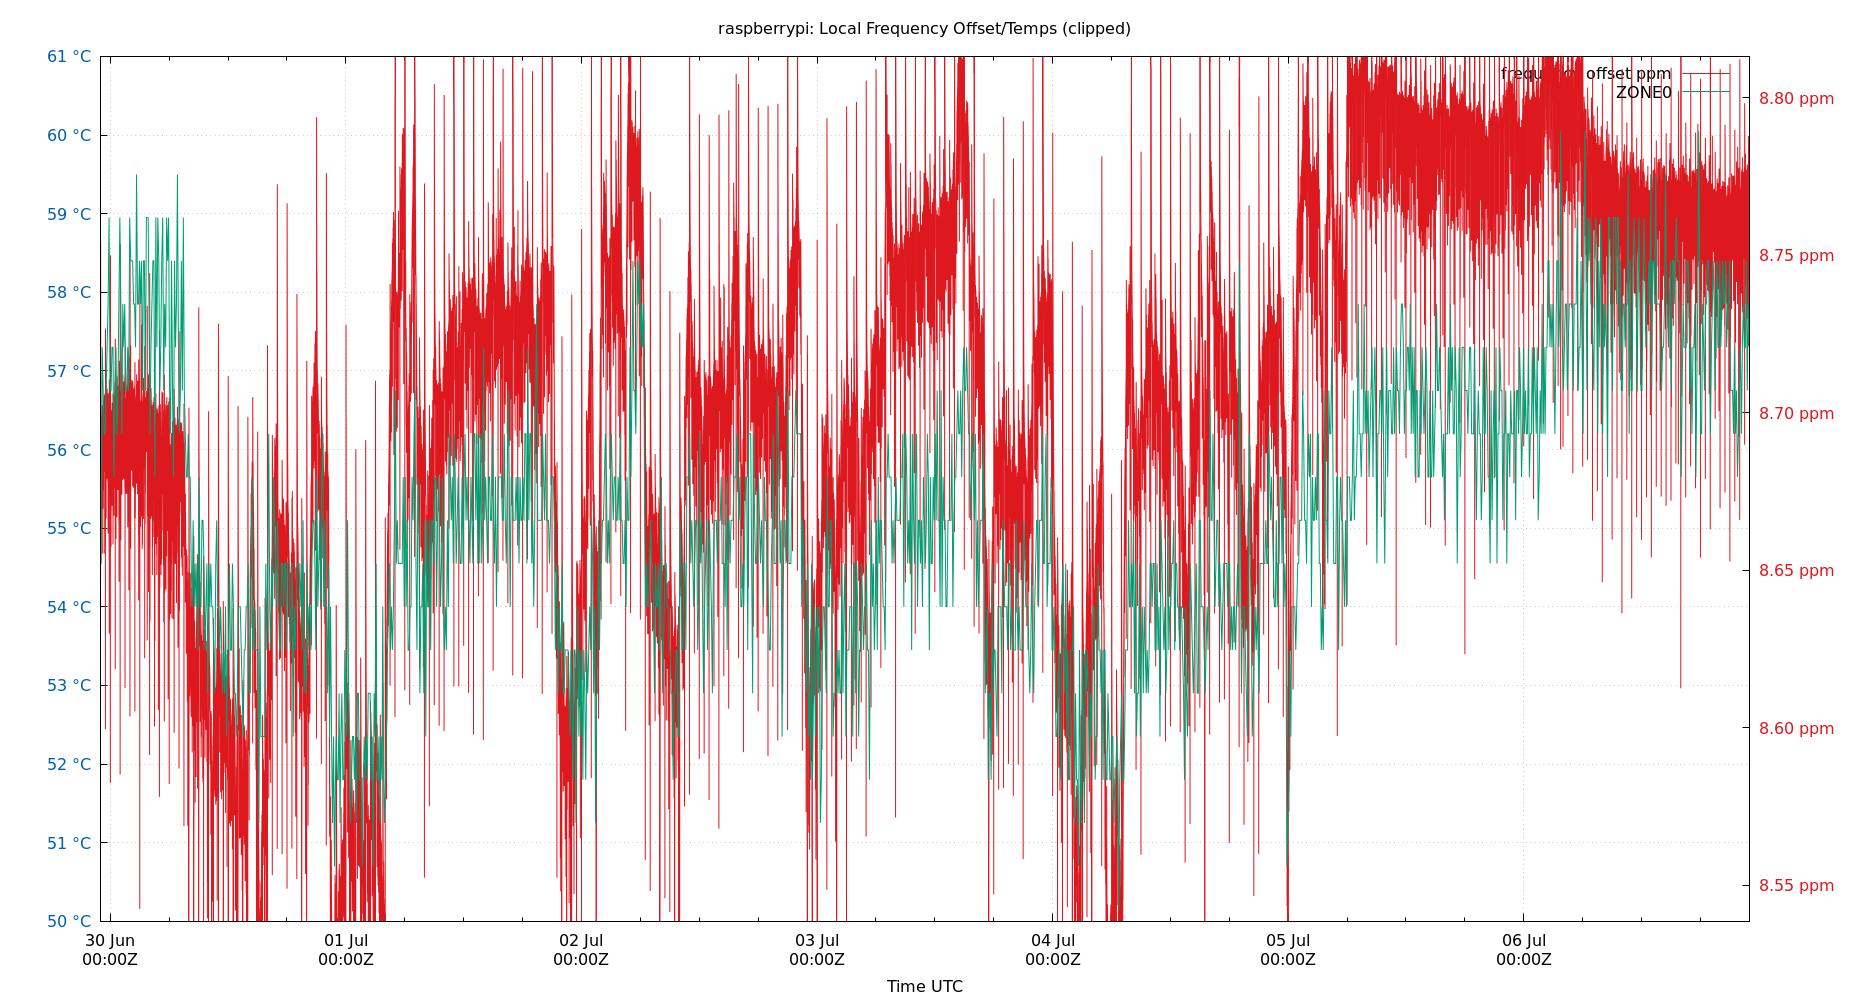 raspberrypi: Local Frequency Offset/Temps (clipped)
61 °C
60 °C
59 °C
58 °C
57 °C
56 °C
55 °C
54 °C
53 °C
52 °C
51 °C
50 °C
offset ppm
ZONE0
8.80 ppm
8.75 ppm
8.70 ppm
8.65 ppm
8.60 ppm
8.55 ppm
30 Jun
00:00Z
01 Jul
00:00Z
02 Jul
00:00Z
03 Jul
00:00Z
04 Jul
00:00Z
05 Jul
00:00Z
06 Jul
00:00Z
Time UTC